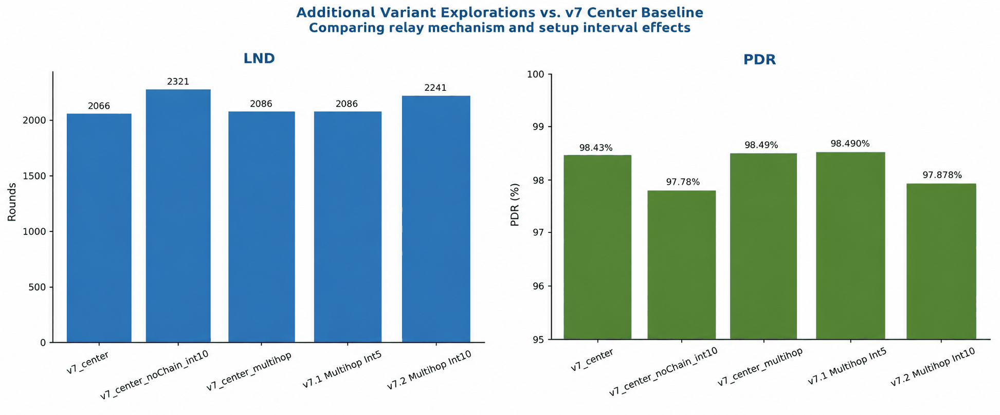 Additional Variant Explorations vs. v7 Center Baseline
Comparing relay mechanism and setup interval effects
LND
Rounds
2000
1500
1000
500
0
2066
2321
2086
2086
2241
v7_center
v7_center_noChain_int10
v7_center_multihop
v7.1 Multihop Int5
v7.2 Multihop Int10
PDR
PDR (%)
100
99
98
97
96
95
98.43%
97.78%
98.49%
98.490%
97.878%
v7_center
v7_center_noChain_int10
v7_center_multihop
v7.1 Multihop Int5
v7.2 Multihop Int10